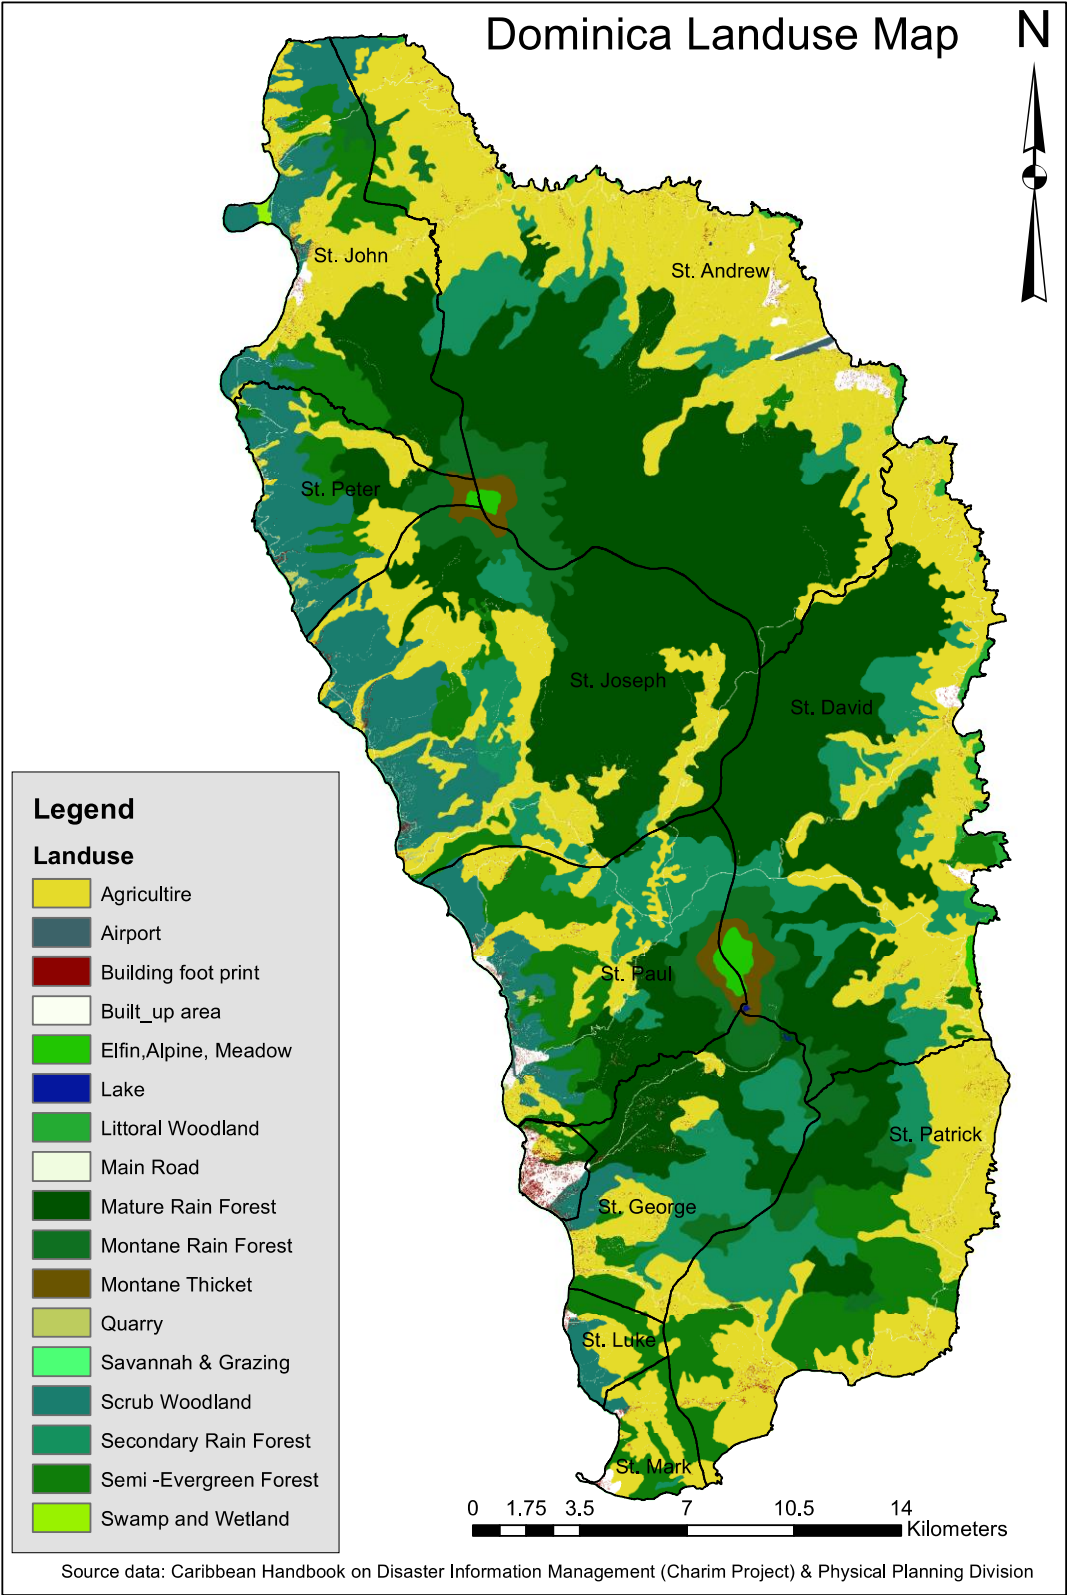 Dominica Landuse Map
N
St. John
St. Andrew
St. Peter
St. Joseph
St. David
St. Paul
St. Patrick
St. George
St. Luke
St. Mark
Legend
Landuse
Agricultire
Airport
Building foot print
Built_up area
Elfin,Alpine, Meadow
Lake
Littoral Woodland
Main Road
Mature Rain Forest
Montane Rain Forest
Montane Thicket
Quarry
Savannah & Grazing
Scrub Woodland
Secondary Rain Forest
Semi -Evergreen Forest
Swamp and Wetland
0 1.75 3.5 7 10.5 14
Kilometers
Source data: Caribbean Handbook on Disaster Information Management (Charim Project) & Physical Planning Division